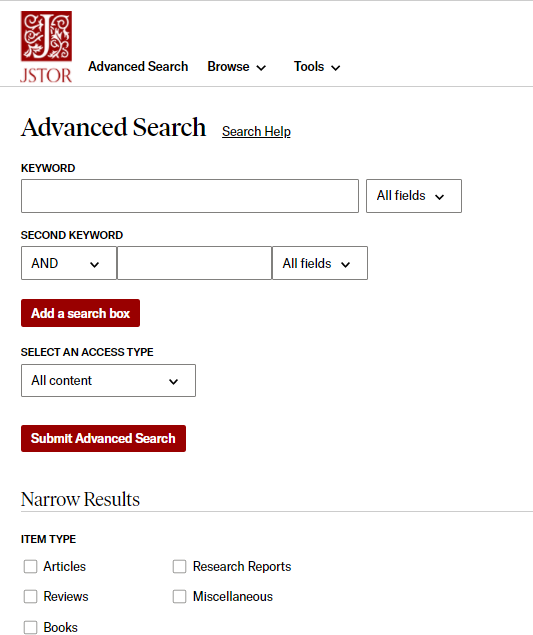 J
JSTOR
Advanced Search Browse Tools
Advanced Search Search Help
KEYWORD
All fields
SECOND KEYWORD
AND All fields
Add a search box
SELECT AN ACCESS TYPE
All content
Submit Advanced Search
Narrow Results
ITEM TYPE
Articles Research Reports
Reviews Miscellaneous
Books